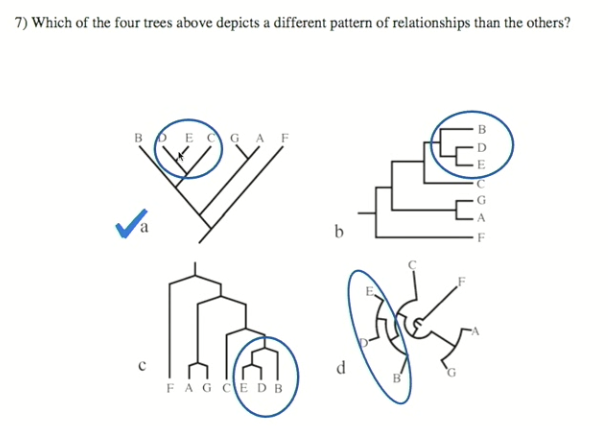 7) Which of the four trees above depicts a different pattern of relationships than the others?
B D E C G A F
a
B
D
E
C
G
A
F
b
F A G C E D B
c
C
F
E
A
D
G
B
d